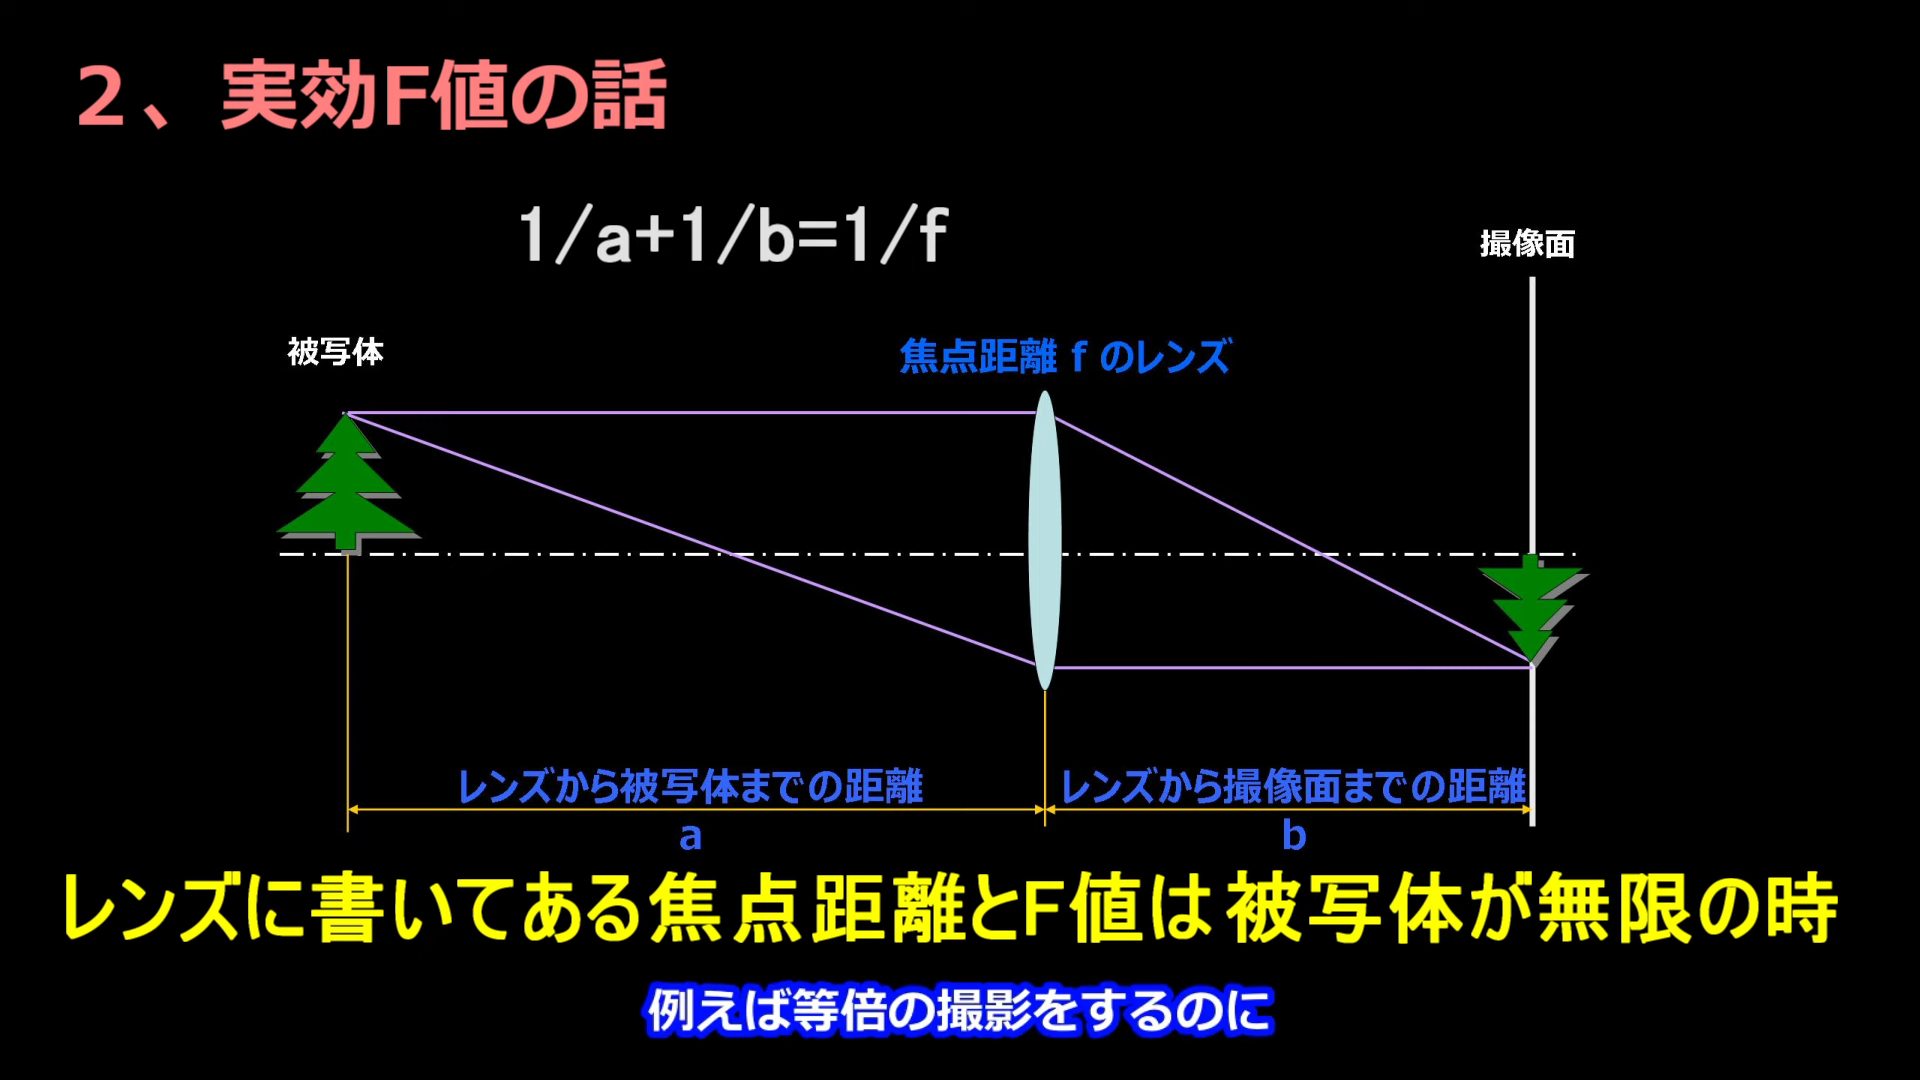 ２、実効F値の話
1/a+1/b=1/f
撮像面
被写体
焦点距離 f のレンズ
レンズから被写体までの距離
レンズから撮像面までの距離
a
b
レンズに書いてある焦点距離とF値は被写体が無限の時
例えば等倍の撮影をするのに